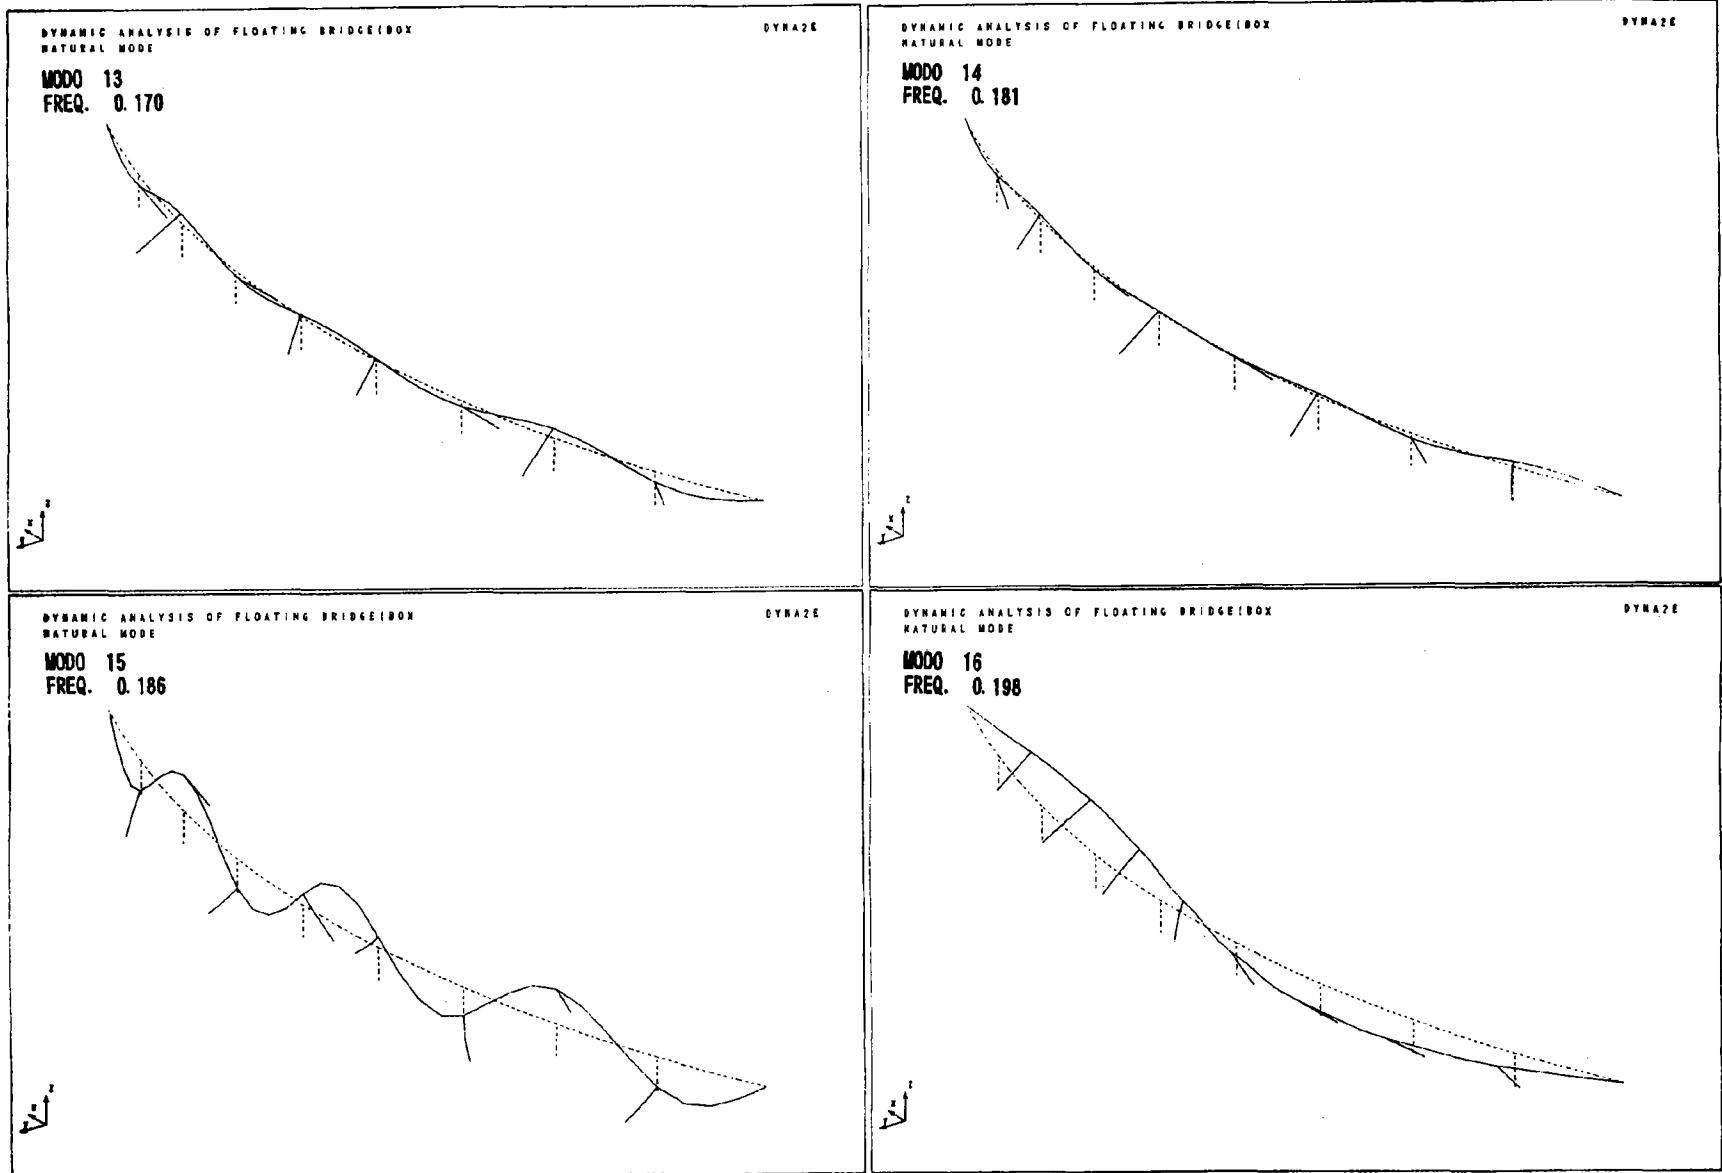 DYNAMIC ANALYSIS OF FLOATING BRIDGE(BOX
DYNA2E
NATURAL MODE
MODO 13
FREQ. 0.170
z
x
DYNAMIC ANALYSIS OF FLOATING BRIDGE(BOX
DYNA2E
NATURAL MODE
MODO 14
FREQ. 0.181
z
x
DYNAMIC ANALYSIS OF FLOATING BRIDGE(BOX
DYNA2E
NATURAL MODE
MODO 15
FREQ. 0.186
z
x
DYNAMIC ANALYSIS OF FLOATING BRIDGE(BOX
DYNA2E
NATURAL MODE
MODO 16
FREQ. 0.198
z
x